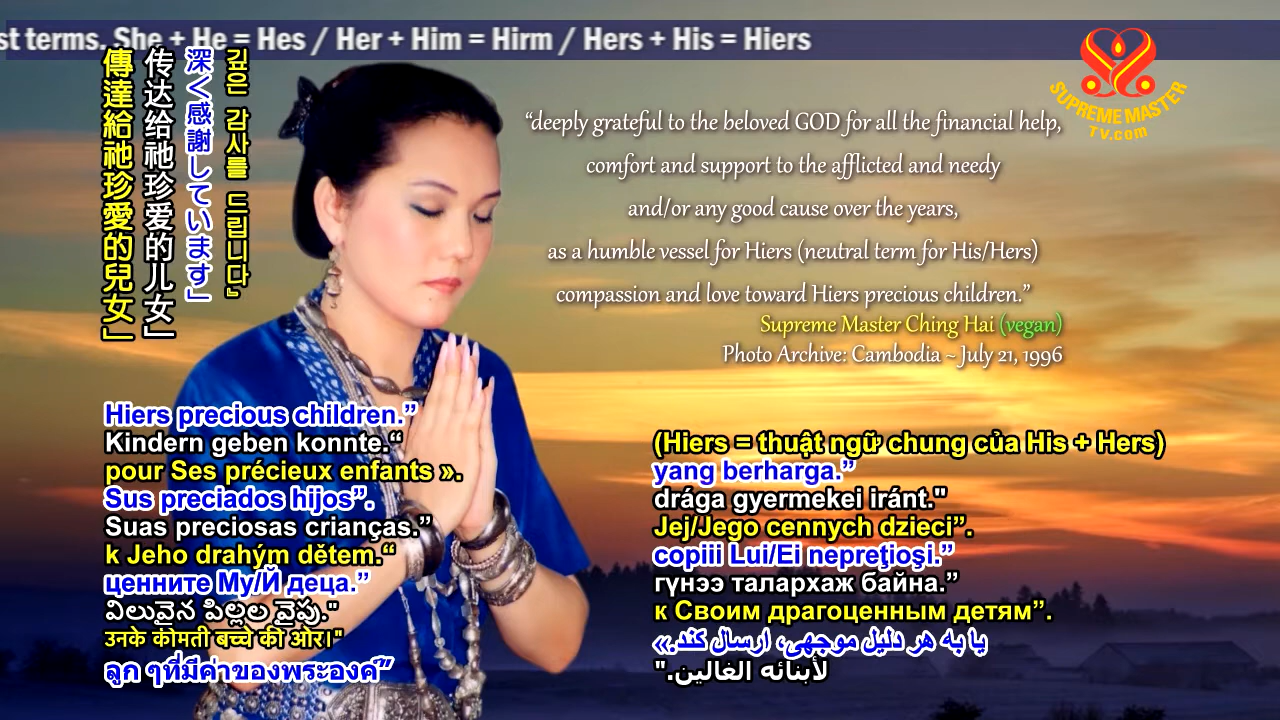 st terms. She + He = Hes / Her + Him = Hirm / Hers + His = Hiers
SUPREME MASTER
TV.com
깊은 감사를 드립니다』
深く感謝しています」
传达给祂珍爱的儿女」
傳達給祂珍愛的兒女」
“deeply grateful to the beloved GOD for all the financial help,
comfort and support to the afflicted and needy
and/or any good cause over the years,
as a humble vessel for Hiers (neutral term for His/Hers)
compassion and love toward Hiers precious children.”
Supreme Master Ching Hai (vegan)
Photo Archive: Cambodia ~ July 21, 1996
Hiers precious children.”
Kindern geben konnte.“
pour Ses précieux enfants ».
Sus preciados hijos”.
Suas preciosas crianças.”
k Jeho drahým dětem.“
ценните Му/Й деца.”
విలువైన పిల్లల వైపు."
उनके कीमती बच्चे की ओर।"
ลูก ๆที่มีค่าของพระองค์”
(Hiers = thuật ngữ chung của His + Hers)
yang berharga.”
drága gyermekei iránt."
Jej/Jego cennych dzieci”.
copiii Lui/Ei nepreţioşi.”
гүнээ талархаж байна.”
к Своим драгоценным детям”.
یا به هر دلیل موجهی، ارسال کند.»
لأبنائه الغالين."